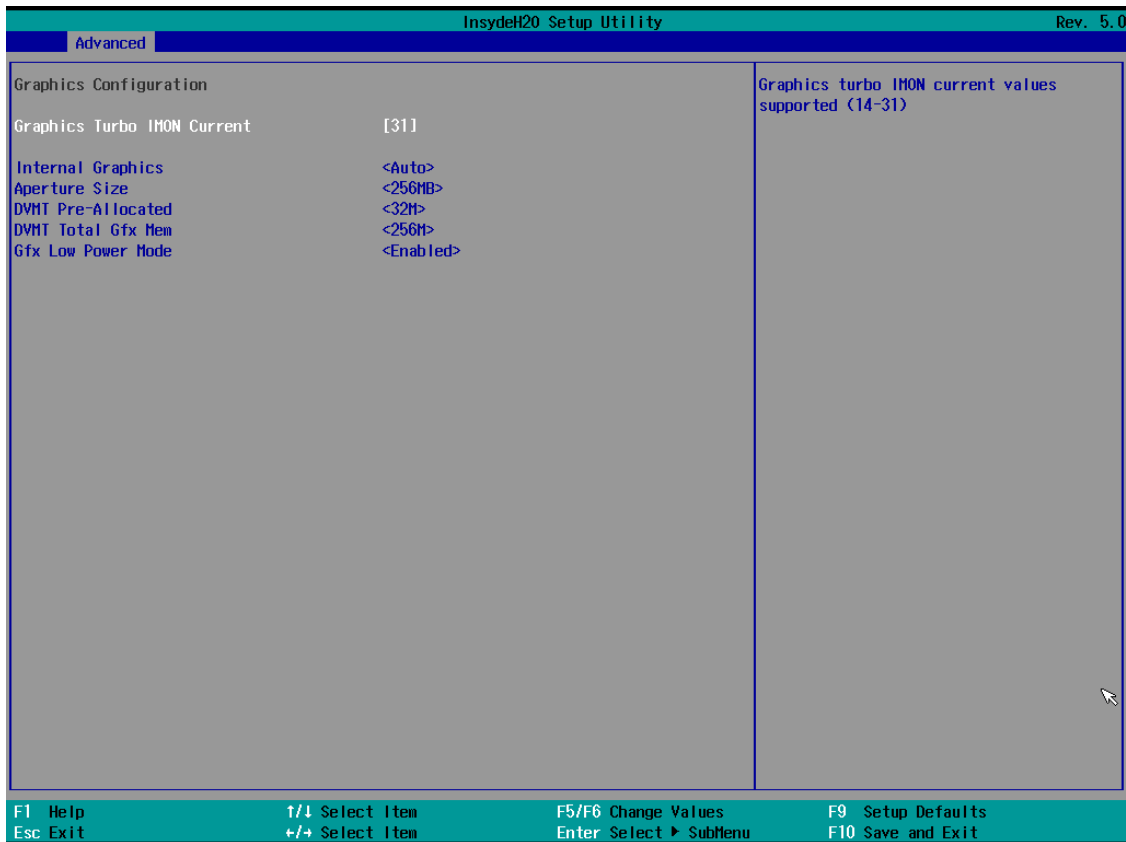 InsydeH20 Setup Utility Rev. 5.0
Advanced
Graphics Configuration
Graphics Turbo IMON Current [31]
Internal Graphics <Auto>
Aperture Size <256MB>
DVMT Pre-Allocated <32M>
DVMT Total Gfx Mem <256M>
Gfx Low Power Mode <Enabled>
Graphics turbo IMON current values
supported (14-31)
F1 Help ↑/↓ Select Item F5/F6 Change Values F9 Setup Defaults
Esc Exit ←/→ Select Item Enter Select ▶ SubMenu F10 Save and Exit